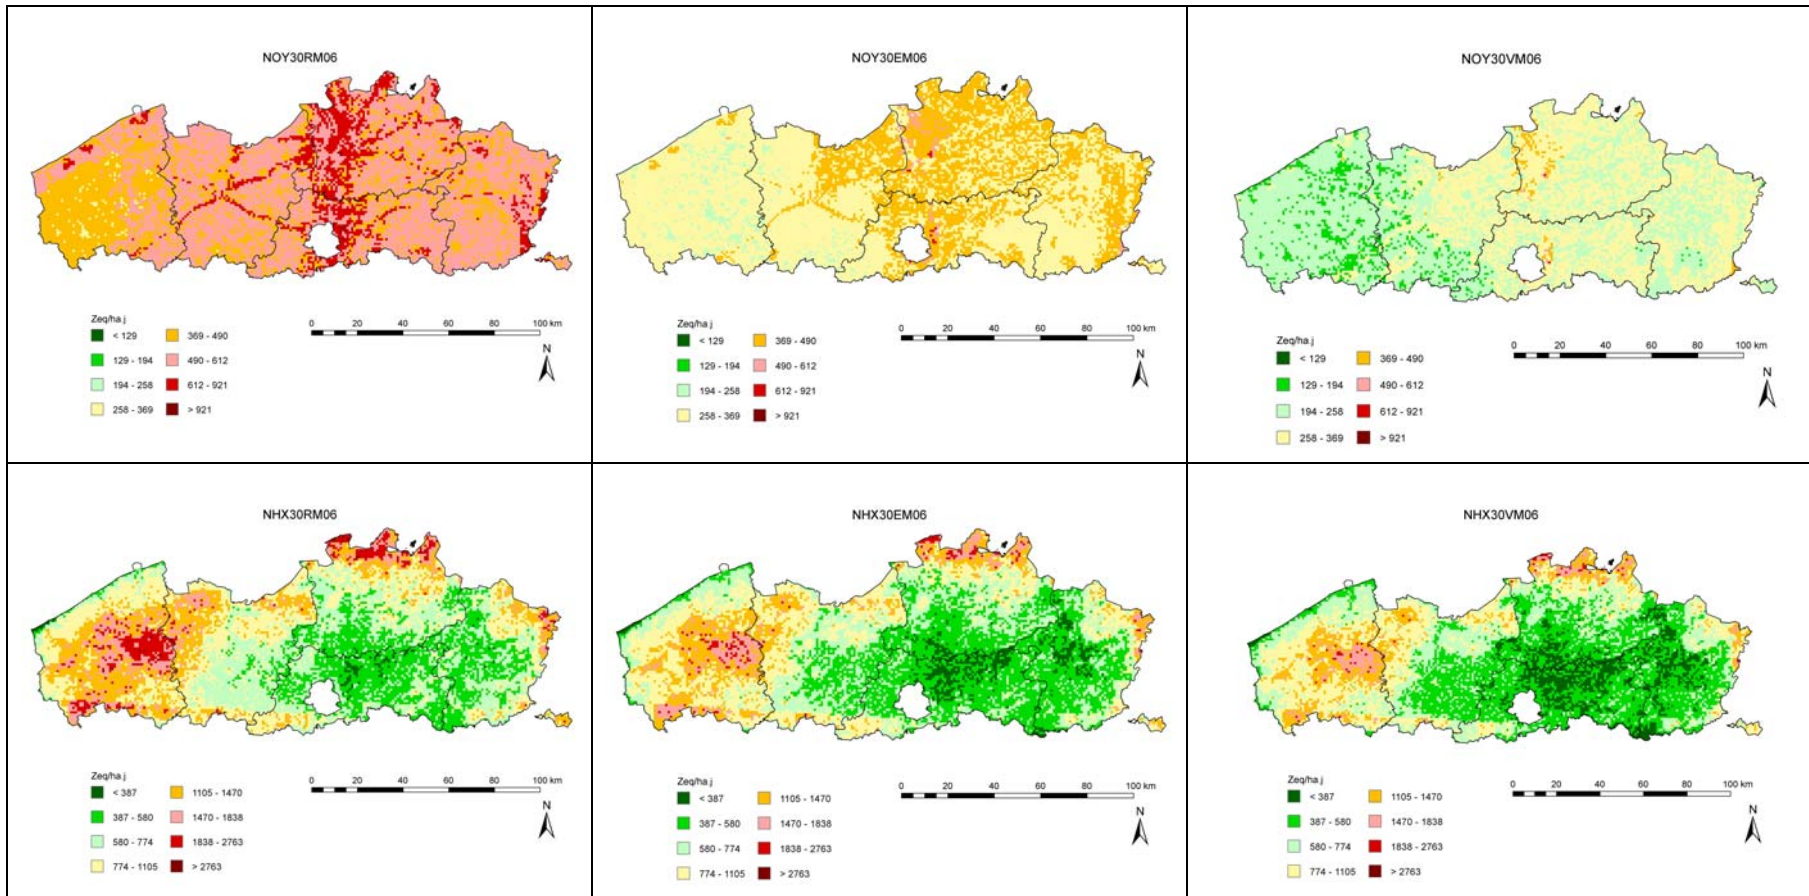 NOY30RM06
Zeq/ha.j
< 129
369 - 490
129 - 194
490 - 612
194 - 258
612 - 921
258 - 369
> 921
0 20 40 60 80 100 km
N
NOY30EM06
Zeq/ha.j
< 129
369 - 490
129 - 194
490 - 612
194 - 258
612 - 921
258 - 369
> 921
0 20 40 60 80 100 km
N
NOY30VM06
Zeq/ha.j
< 129
369 - 490
129 - 194
490 - 612
194 - 258
612 - 921
258 - 369
> 921
0 20 40 60 80 100 km
N
NHX30RM06
Zeq/ha.j
< 387
1105 - 1470
387 - 580
1470 - 1838
580 - 774
1838 - 2763
774 - 1105
> 2763
0 20 40 60 80 100 km
N
NHX30EM06
Zeq/ha.j
< 387
1105 - 1470
387 - 580
1470 - 1838
580 - 774
1838 - 2763
774 - 1105
> 2763
0 20 40 60 80 100 km
N
NHX30VM06
Zeq/ha.j
< 387
1105 - 1470
387 - 580
1470 - 1838
580 - 774
1838 - 2763
774 - 1105
> 2763
0 20 40 60 80 100 km
N